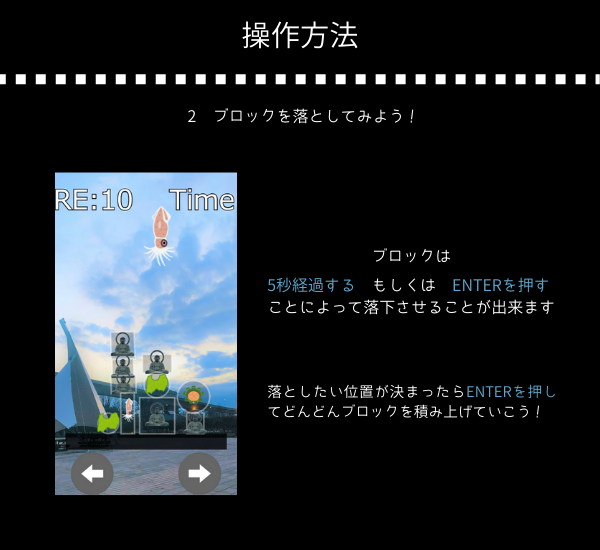 操作方法
2　ブロックを落としてみよう！
RE:10　Time
ブロックは
5秒経過する　もしくは　ENTERを押す
ことによって落下させることが出来ます
落としたい位置が決まったらENTERを押し
てどんどんブロックを積み上げていこう！